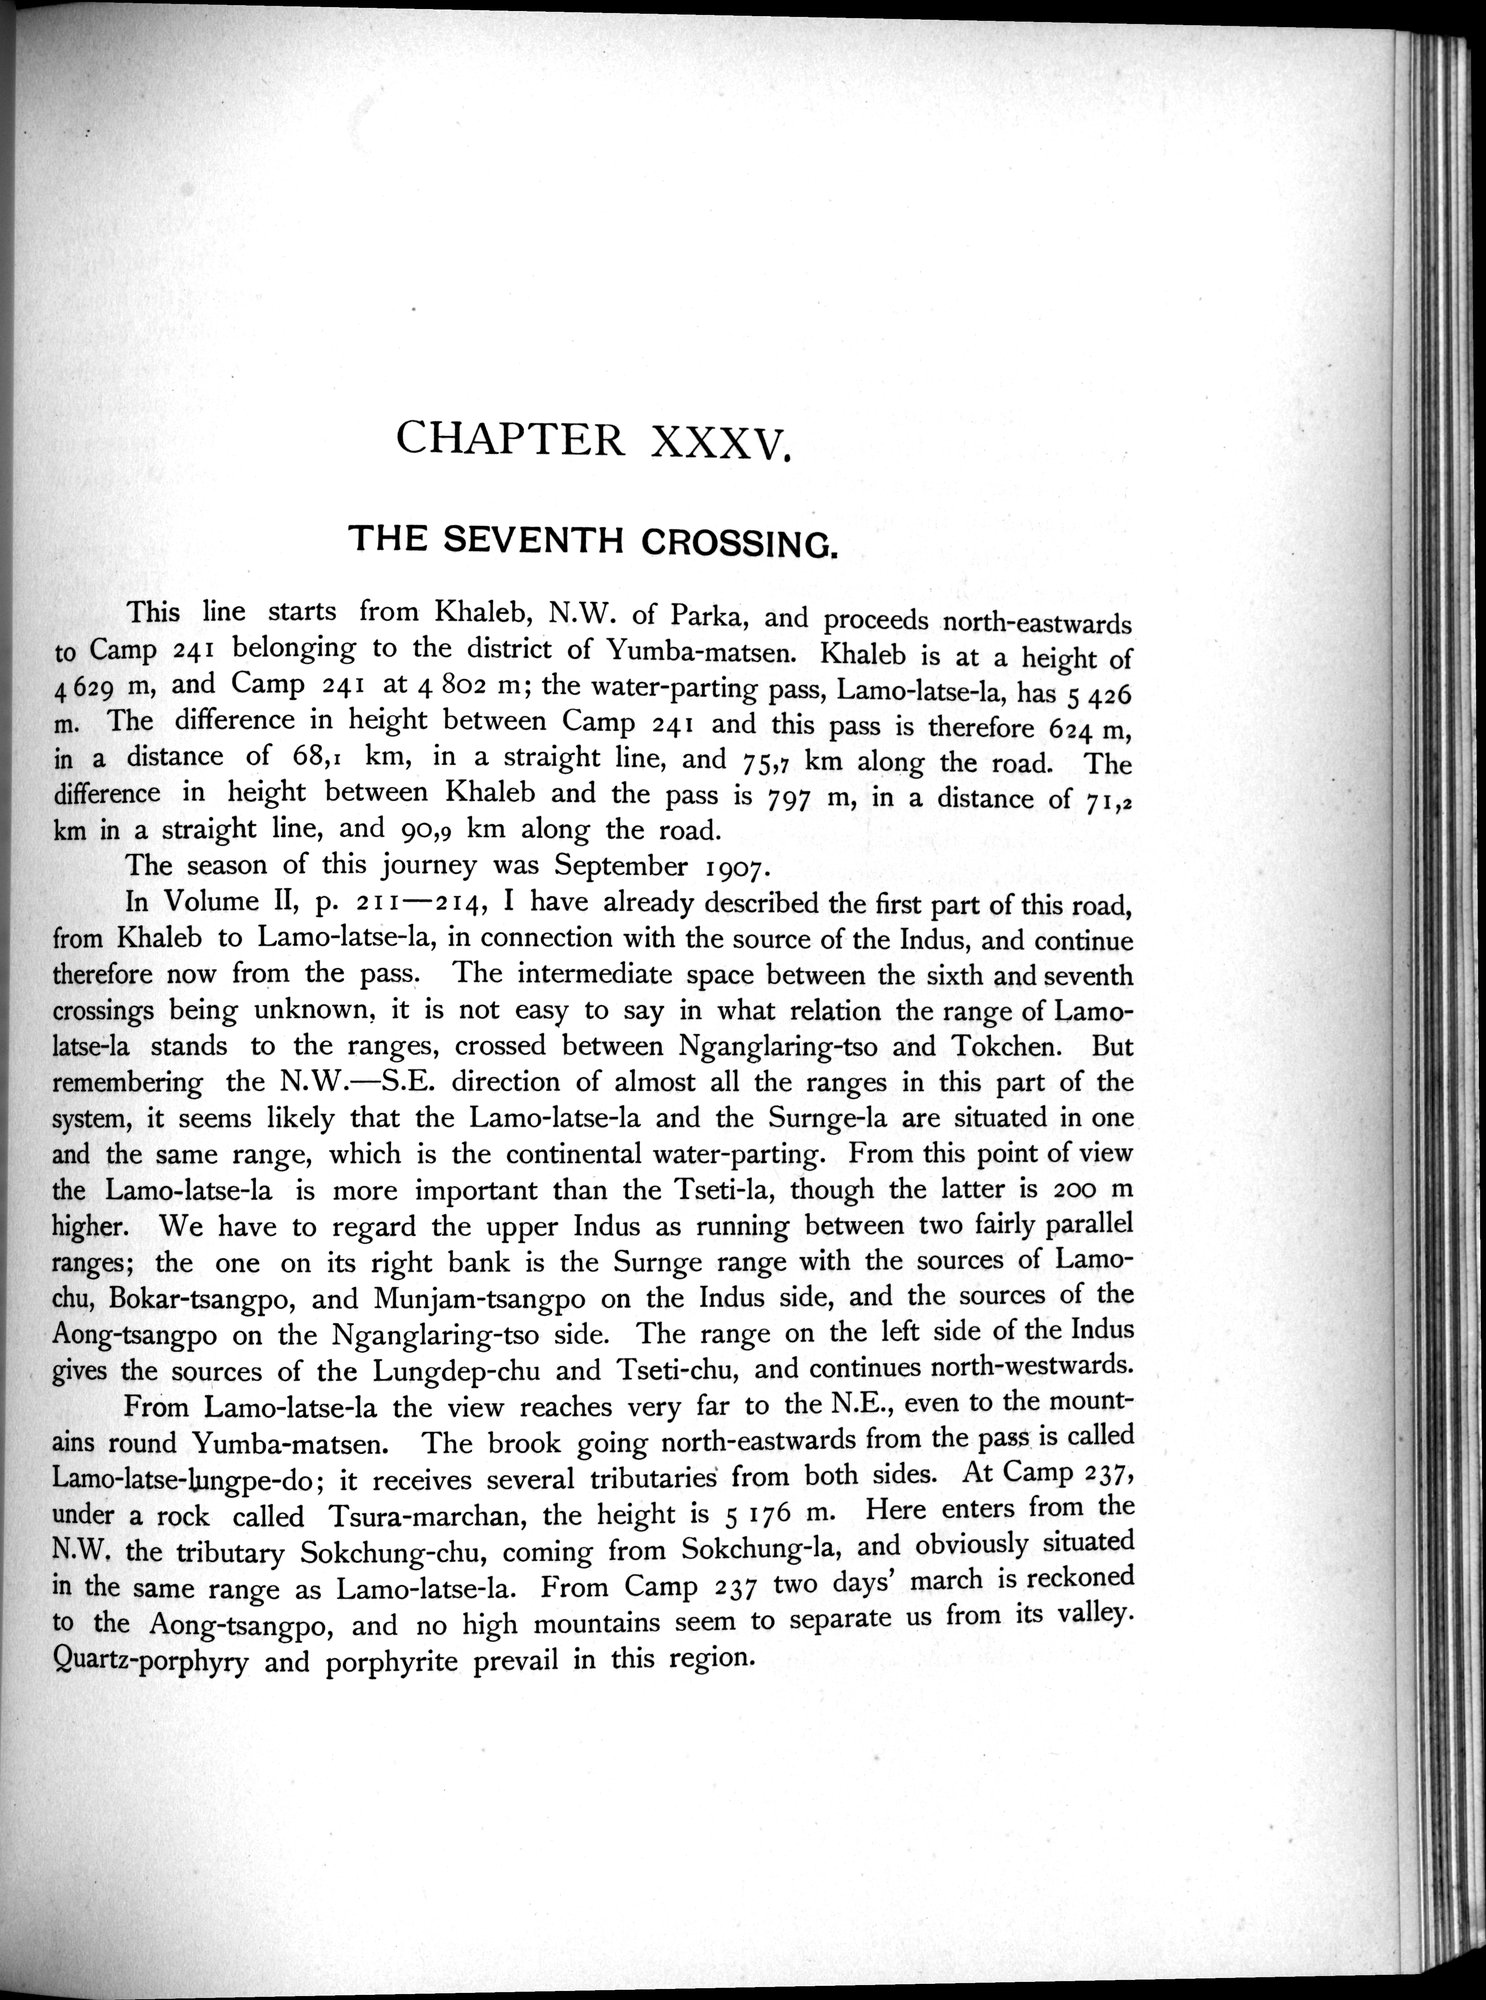 CHAPTER XXXV.
THE SEVENTH CROSSING.
This line starts from Khaleb, N.W. of Parka, and proceeds north-eastwards
to Camp 241 belonging to the district of Yumba-matsen. Khaleb is at a height of
4 629 m, and Camp 241 at 4 802 m; the water-parting pass, Lamo-latse-la, has 5 426
m. The difference in height between Camp 241 and this pass is therefore 624 m,
in a distance of 68,1 km, in a straight line, and 75,7 km along the road. The
difference in height between Khaleb and the pass is 797 m, in a distance of 71,2
km in a straight line, and 90,9 km along the road.
The season of this journey was September 1907.
In Volume II, p. 211—214, I have already described the first part of this road,
from Khaleb to Lamo-latse-la, in connection with the source of the Indus, and continue
therefore now from the pass. The intermediate space between the sixth and seventh
crossings being unknown, it is not easy to say in what relation the range of Lamo-
latse-la stands to the ranges, crossed between Nganglaring-tso and Tokchen. But
remembering the N.W.—S.E. direction of almost all the ranges in this part of the
system, it seems likely that the Lamo-latse-la and the Surnge-la are situated in one
and the same range, which is the continental water-parting. From this point of view
the Lamo-latse-la is more important than the Tseti-la, though the latter is 200 m
higher. We have to regard the upper Indus as running between two fairly parallel
ranges; the one on its right bank is the Surnge range with the sources of Lamo-
chu, Bokar-tsangpo, and Munjam-tsangpo on the Indus side, and the sources of the
Aong-tsangpo on the Nganglaring-tso side. The range on the left side of the Indus
gives the sources of the Lungdep-chu and Tseti-chu, and continues north-westwards.
From Lamo-latse-la the view reaches very far to the N.E., even to the mount-
ains round Yumba-matsen. The brook going north-eastwards from the pass is called
Lamo-latse-lungpe-do; it receives several tributaries from both sides. At Camp 237,
under a rock called Tsura-marchan, the height is 5 176 m. Here enters from the
N.W. the tributary Sokchung-chu, coming from Sokchung-la, and obviously situated
in the same range as Lamo-latse-la. From Camp 237 two days' march is reckoned
to the Aong-tsangpo, and no high mountains seem to separate us from its valley.
Quartz-porphyry and porphyrite prevail in this region.